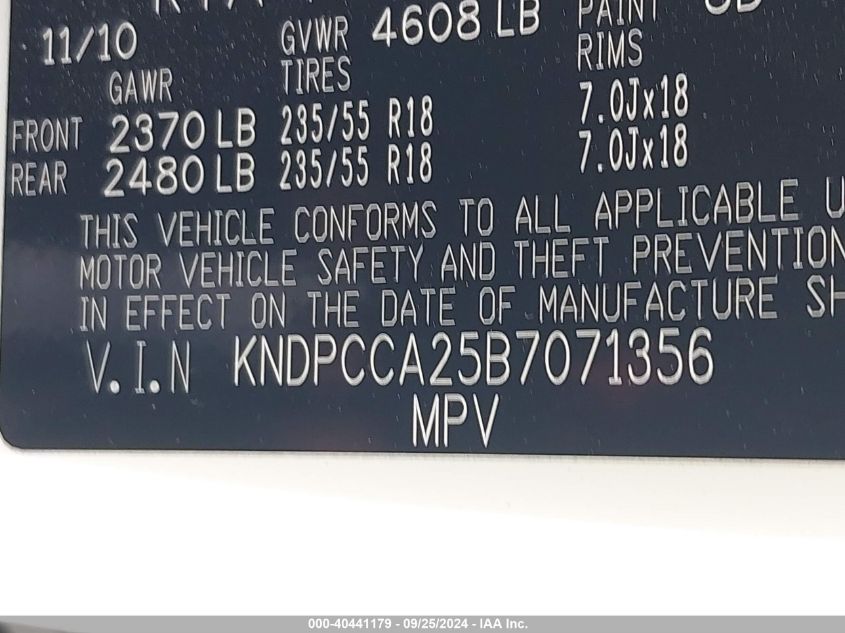 11/10 GVWR 4608 LB PAINT
GAWR TIRES RIMS
FRONT 2370 LB 235/55 R18 7.0Jx18
REAR 2480 LB 235/55 R18 7.0Jx18
THIS VEHICLE CONFORMS TO ALL APPLICABLE U
MOTOR VEHICLE SAFETY AND THEFT PREVENTION
IN EFFECT ON THE DATE OF MANUFACTURE SH
V.I.N KNDPCCA25B7071356
MPV
000-40441179 - 09/25/2024 - IAA Inc.